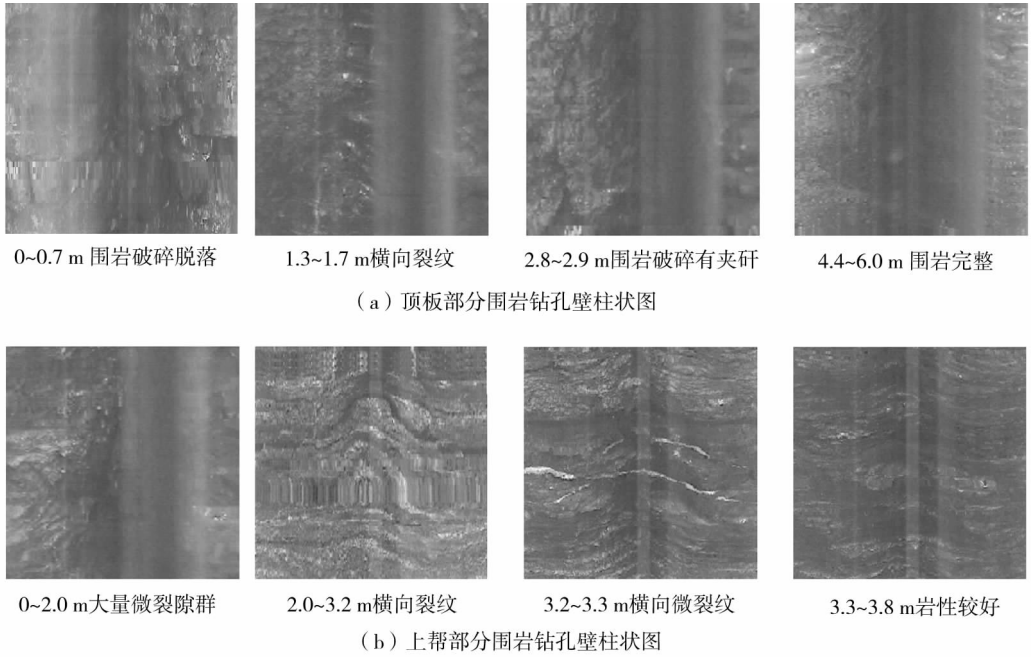 0~0.7 m 围岩破碎脱落
1.3~1.7 m横向裂纹
2.8~2.9 m围岩破碎有夹矸
4.4~6.0 m 围岩完整
（a）顶板部分围岩钻孔壁柱状图
0~2.0 m大量微裂隙群
2.0~3.2 m横向裂纹
3.2~3.3 m横向微裂纹
3.3~3.8 m岩性较好
（b）上帮部分围岩钻孔壁柱状图